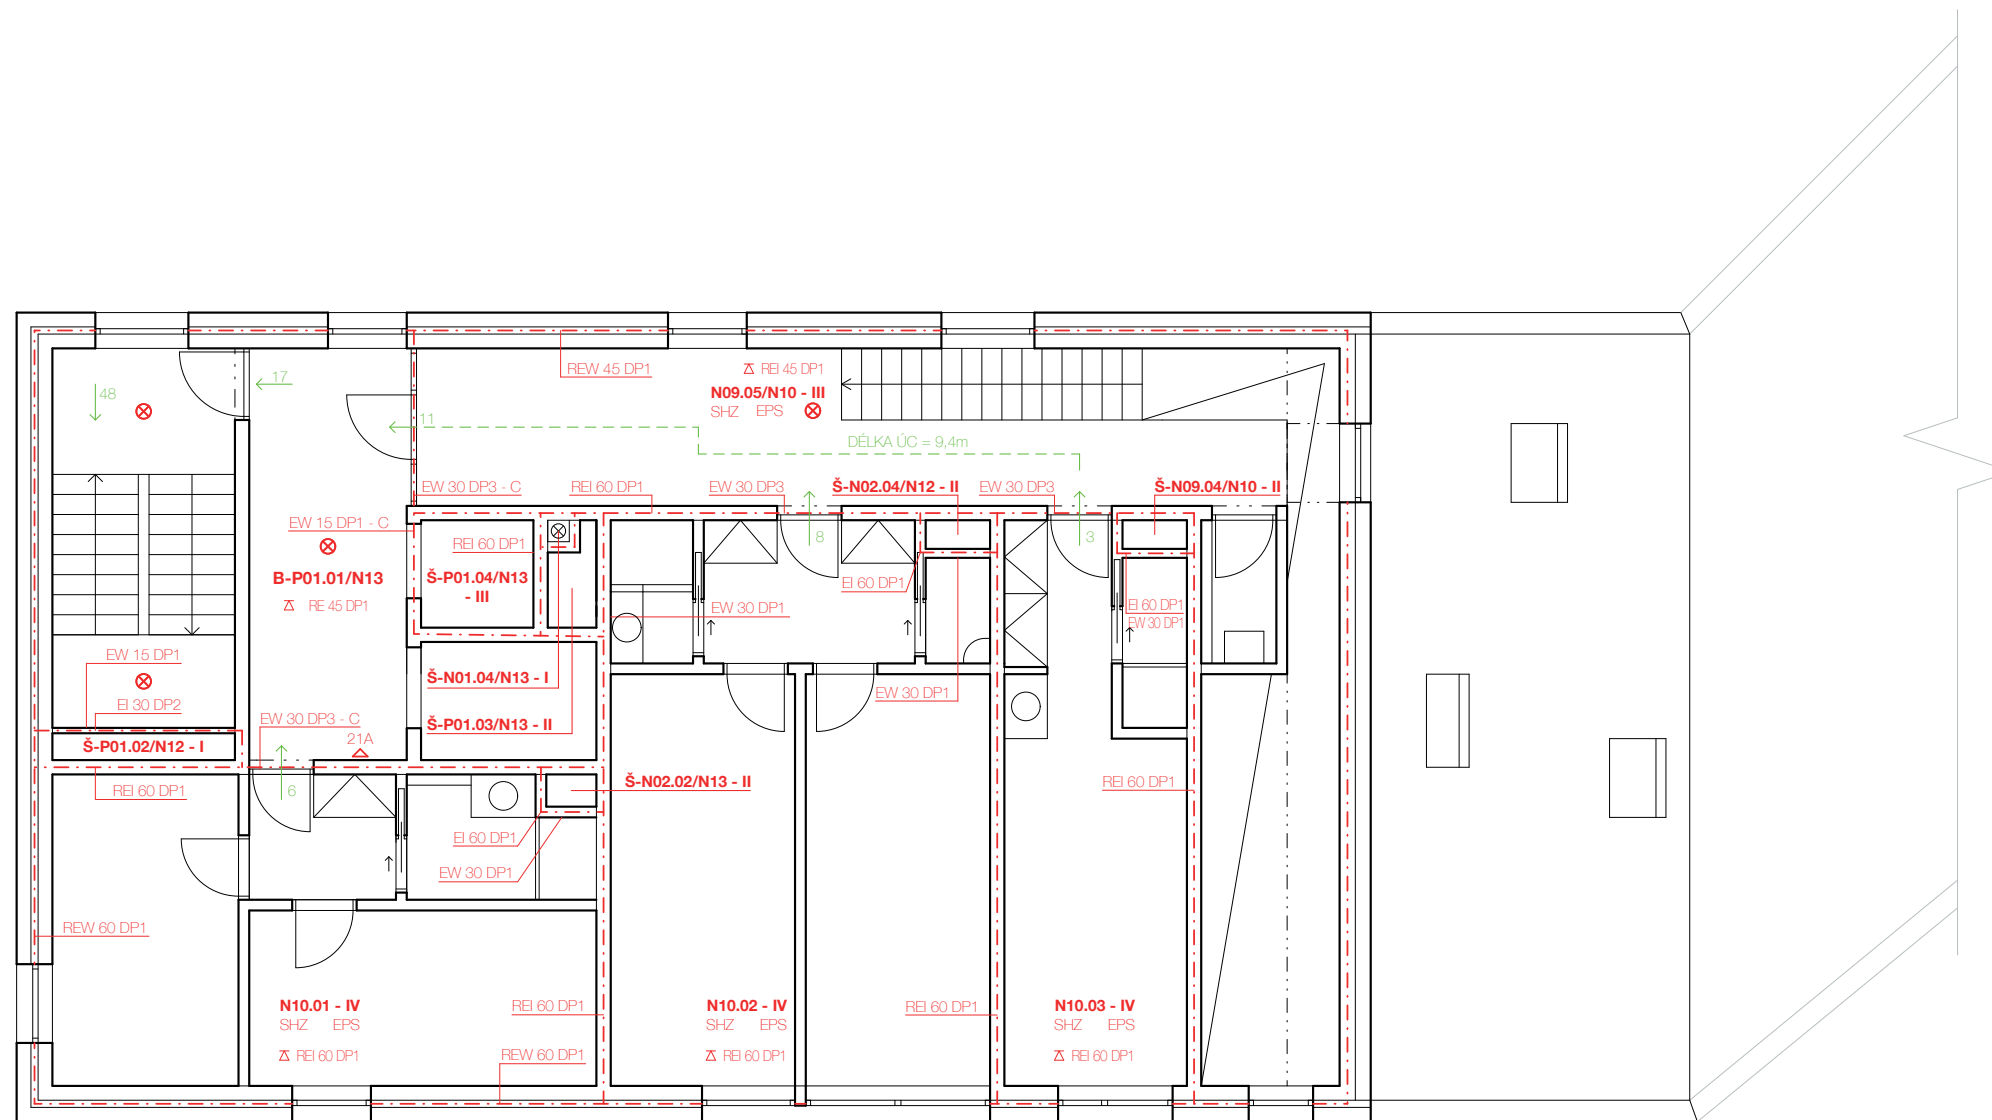 REW 45 DP1
REI 45 DP1
17
48
N09.05/N10 - III
SHZ EPS
11
DÉLKA ÚC = 9,4m
EW 30 DP3 - C
REI 60 DP1
EW 30 DP3
Š-N02.04/N12 - II
EW 30 DP3
Š-N09.04/N10 - II
EW 15 DP1 - C
REI 60 DP1
8
3
B-P01.01/N13
RE 45 DP1
Š-P01.04/N13
- III
EI 60 DP1
EW 30 DP1
EI 60 DP1
EW 30 DP1
EW 15 DP1
EI 30 DP2
Š-N01.04/N13 - I
EW 30 DP1
EW 30 DP3 - C
Š-P01.03/N13 - II
21A
Š-P01.02/N12 - I
REI 60 DP1
6
Š-N02.02/N13 - II
REI 60 DP1
EI 60 DP1
EW 30 DP1
REW 60 DP1
N10.01 - IV
SHZ EPS
REI 60 DP1
REI 60 DP1
REW 60 DP1
N10.02 - IV
SHZ EPS
REI 60 DP1
REI 60 DP1
N10.03 - IV
SHZ EPS
REI 60 DP1